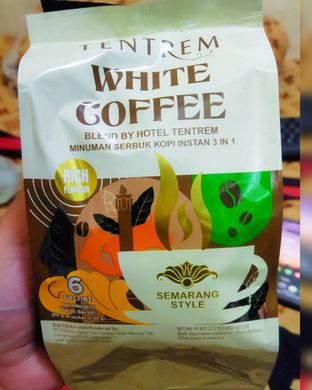 TENTREM
WHITE
COFFEE
BLEND BY HOTEL TENTREM
MINUMAN SERBUK KOPI INSTAN 3 IN 1
RICH
FLAVOUR
6
Sachet
SEMARANG
STYLE